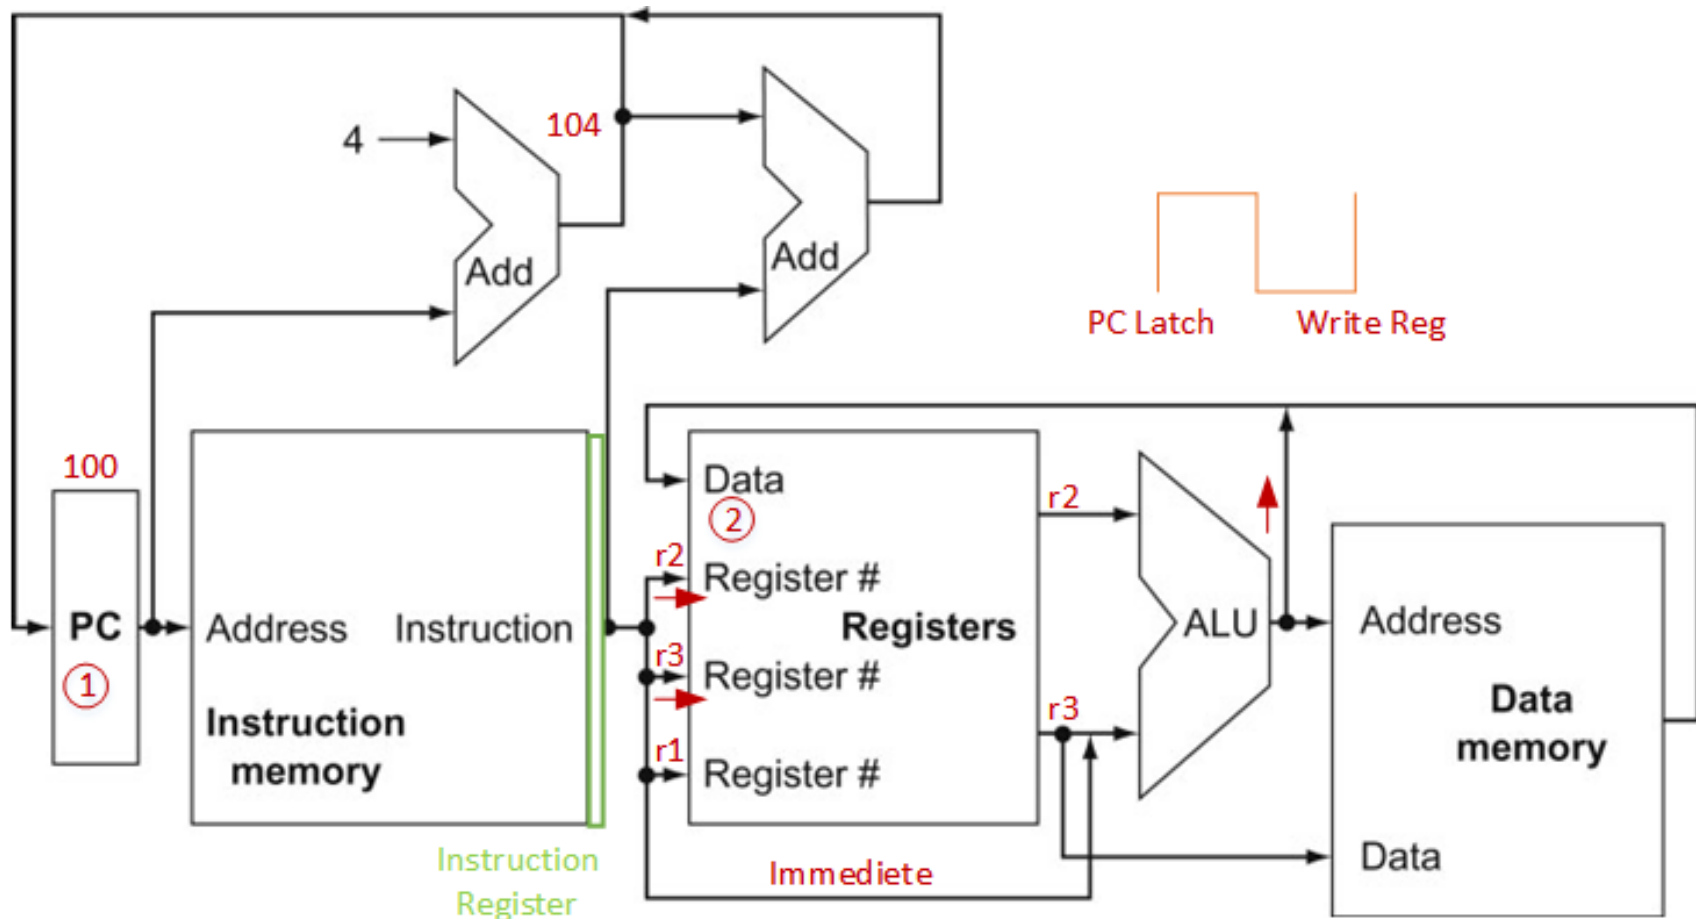 4
104
Add
Add
PC Latch
Write Reg
100
PC
1
Address
Instruction
Instruction
memory
Instruction
Register
Data
2
r2
Register #
r3
Register #
r1
Register #
Registers
Immediete
r2
r3
ALU
Address
Data
memory
Data